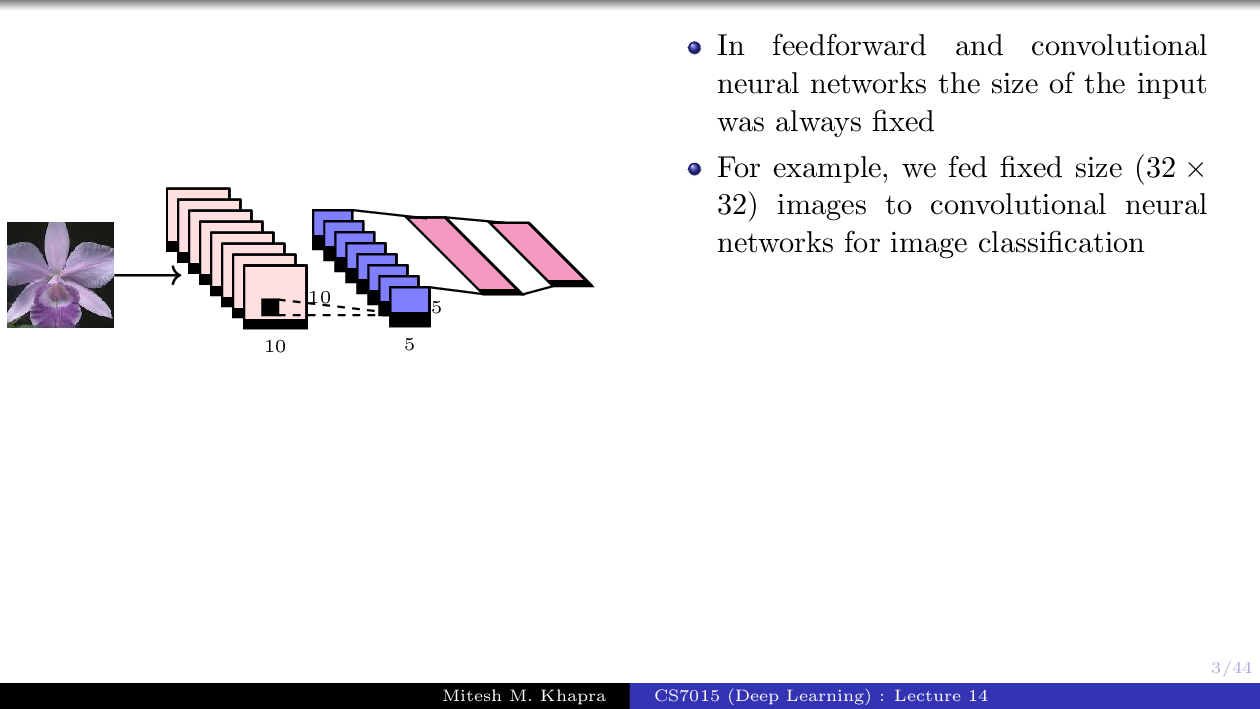 In feedforward and convolutional
neural networks the size of the input
was always fixed
For example, we fed fixed size (32 ×
32) images to convolutional neural
networks for image classification
10
10
5
5
3/44
Mitesh M. Khapra
CS7015 (Deep Learning) : Lecture 14